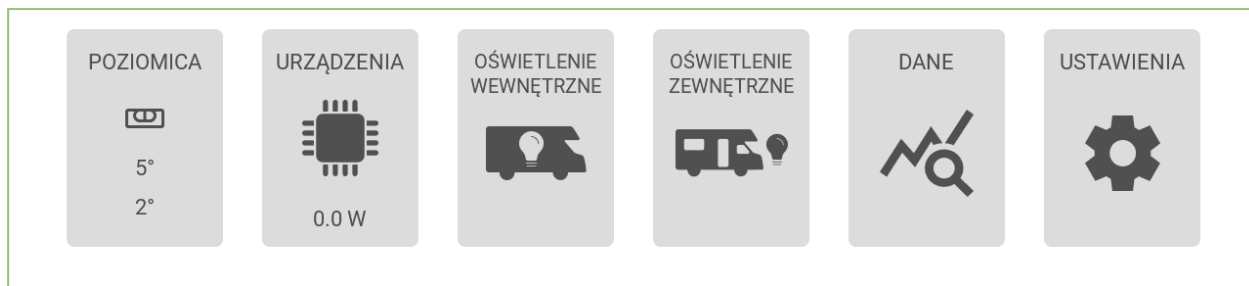 POZIOMICA
5°
2°
URZĄDZENIA
0.0 W
OŚWIETLENIE
WEWNĘTRZNE
OŚWIETLENIE
ZEWNĘTRZNE
DANE
USTAWIENIA